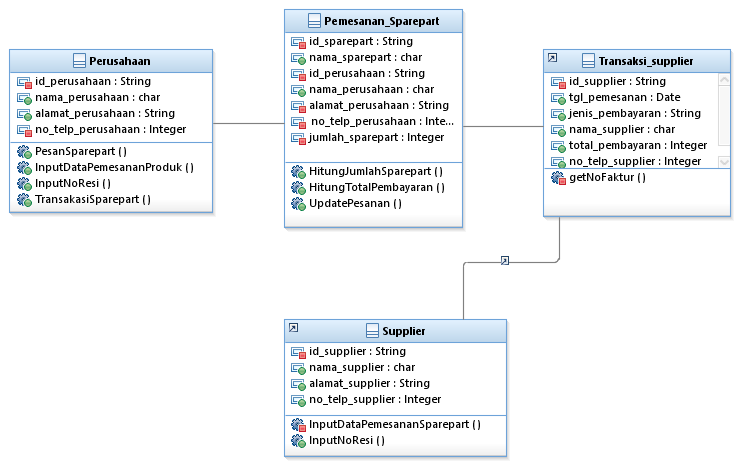 Perusahaan
id_perusahaan : String
nama_perusahaan : char
alamat_perusahaan : String
no_telp_perusahaan : Integer
PesanSparepart ( )
InputDataPemesananProduk ( )
InputNoResi ( )
TransakasiSparepart ( )
Pemesanan_Sparepart
id_sparepart : String
nama_sparepart : char
id_perusahaan : String
nama_perusahaan : char
alamat_perusahaan : String
no_telp_perusahaan : Inte...
jumlah_sparepart : Integer
HitungJumlahSparepart ( )
HitungTotalPembayaran ( )
UpdatePesanan ( )
Transaksi_supplier
id_supplier : String
tgl_pemesanan : Date
jenis_pembayaran : String
nama_supplier : char
total_pembayaran : Integer
no_telp_supplier : Integer
getNoFaktur ( )
Supplier
id_supplier : String
nama_supplier : char
alamat_supplier : String
no_telp_supplier : Integer
InputDataPemesananSparepart ( )
InputNoResi ( )